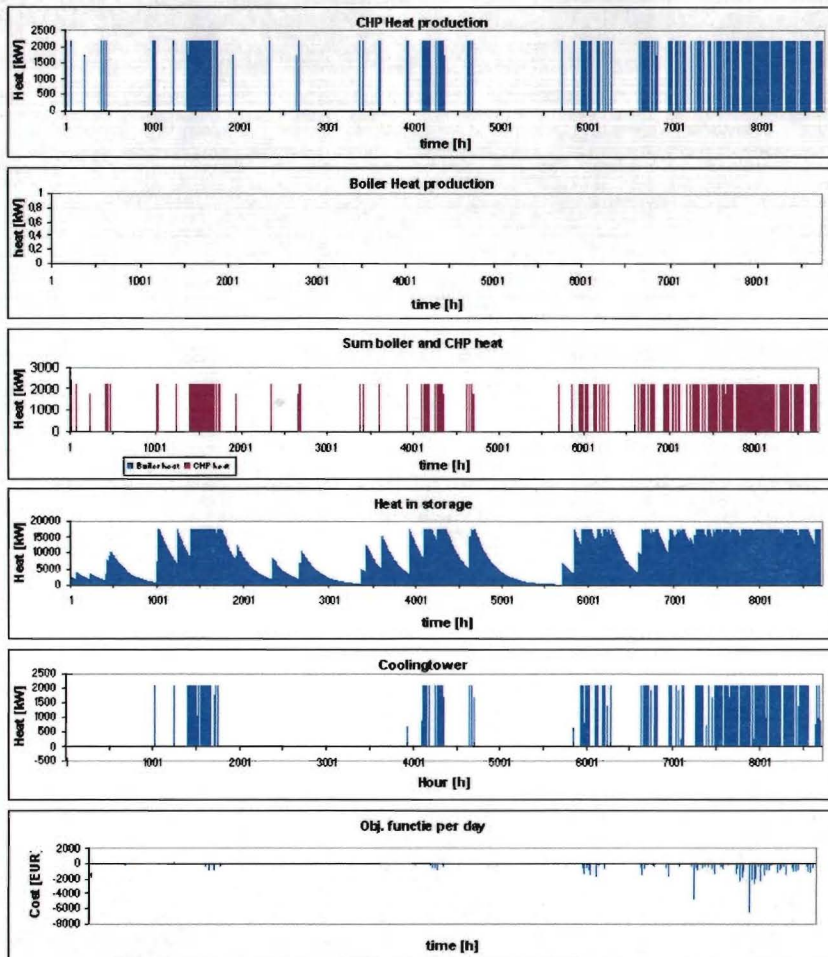 CHP Heat production
Heat [kW]
2500
2000
1500
1000
500
0
1 1001 2001 3001 4001 5001 6001 7001 8001
time [h]
Boiler Heat production
heat [kW]
1
0,8
0,6
0,4
0,2
0
1 1001 2001 3001 4001 5001 6001 7001 8001
time [h]
Sum boiler and CHP heat
Heat [kW]
3000
2000
1000
0
1 1001 2001 3001 4001 5001 6001 7001 8001
time [h]
Boiler heat CHP heat
Heat in storage
Heat [kW]
20000
15000
10000
5000
0
1 1001 2001 3001 4001 5001 6001 7001 8001
time [h]
Coolingtower
Heat [kW]
2500
2000
1500
1000
500
0
-500
1 1001 2001 3001 4001 5001 6001 7001 8001
Hour [h]
Obj. functie per day
Cost [EUR]
2000
0
-2000
-4000
-6000
-8000
time [h]